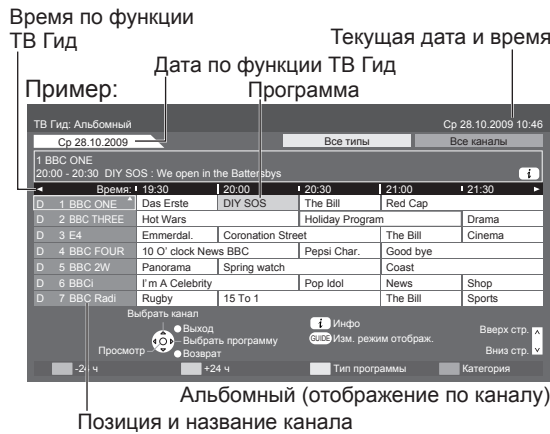 Время по функции
ТВ Гид
Текущая дата и время
Дата по функции ТВ Гид
Пример:
Программа
ТВ Гид: Альбомный
Ср 28.10.2009 10:46
Ср 28.10.2009
Все типы
Все каналы
1 BBC ONE
20:00 - 20:30 DIY SOS : We open in the Battersbys
i
Время: 19:30 20:00 20:30 21:00 21:30
D 1 BBC ONE Das Erste DIY SOS The Bill Red Cap
D 2 BBC THREE Hot Wars Holiday Program Drama
D 3 E4 Emmerdal. Coronation Street The Bill Cinema
D 4 BBC FOUR 10 O’ clock News BBC Pepsi Char. Good bye
D 5 BBC 2W Panorama Spring watch Coast
D 6 BBCi I’ m A Celebrity Pop Idol News Shop
D 7 BBC Radi Rugby 15 To 1 The Bill Sports
Выбрать канал
Выход
Выбрать программу
Просмотр
Возврат
i Инфо
GUIDE Изм. режим отображ.
Вверх стр.
Вниз стр.
-24 ч
+24 ч
Тип программы
Категория
Альбомный (отображение по каналу)
Позиция и название канала